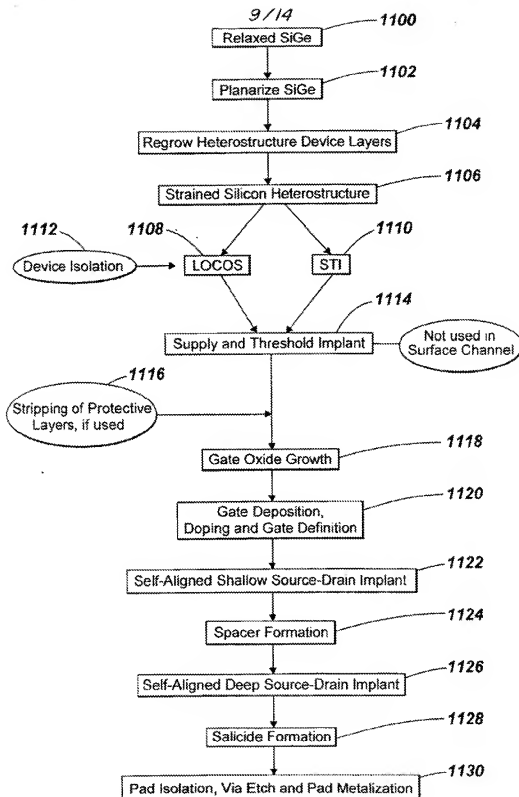 9/14
1100
Relaxed SiGe
1102
Planarize SiGe
1104
Regrow Heterostructure Device Layers
1106
Strained Silicon Heterostructure
1112
1108
1110
Device Isolation
LOCOS
STI
1114
Supply and Threshold Implant
Not used in
Surface Channel
1116
Stripping of Protective
Layers, if used
1118
Gate Oxide Growth
1120
Gate Deposition,
Doping and Gate Definition
1122
Self-Aligned Shallow Source-Drain Implant
1124
Spacer Formation
1126
Self-Aligned Deep Source-Drain Implant
1128
Salicide Formation
1130
Pad Isolation, Via Etch and Pad Metalization